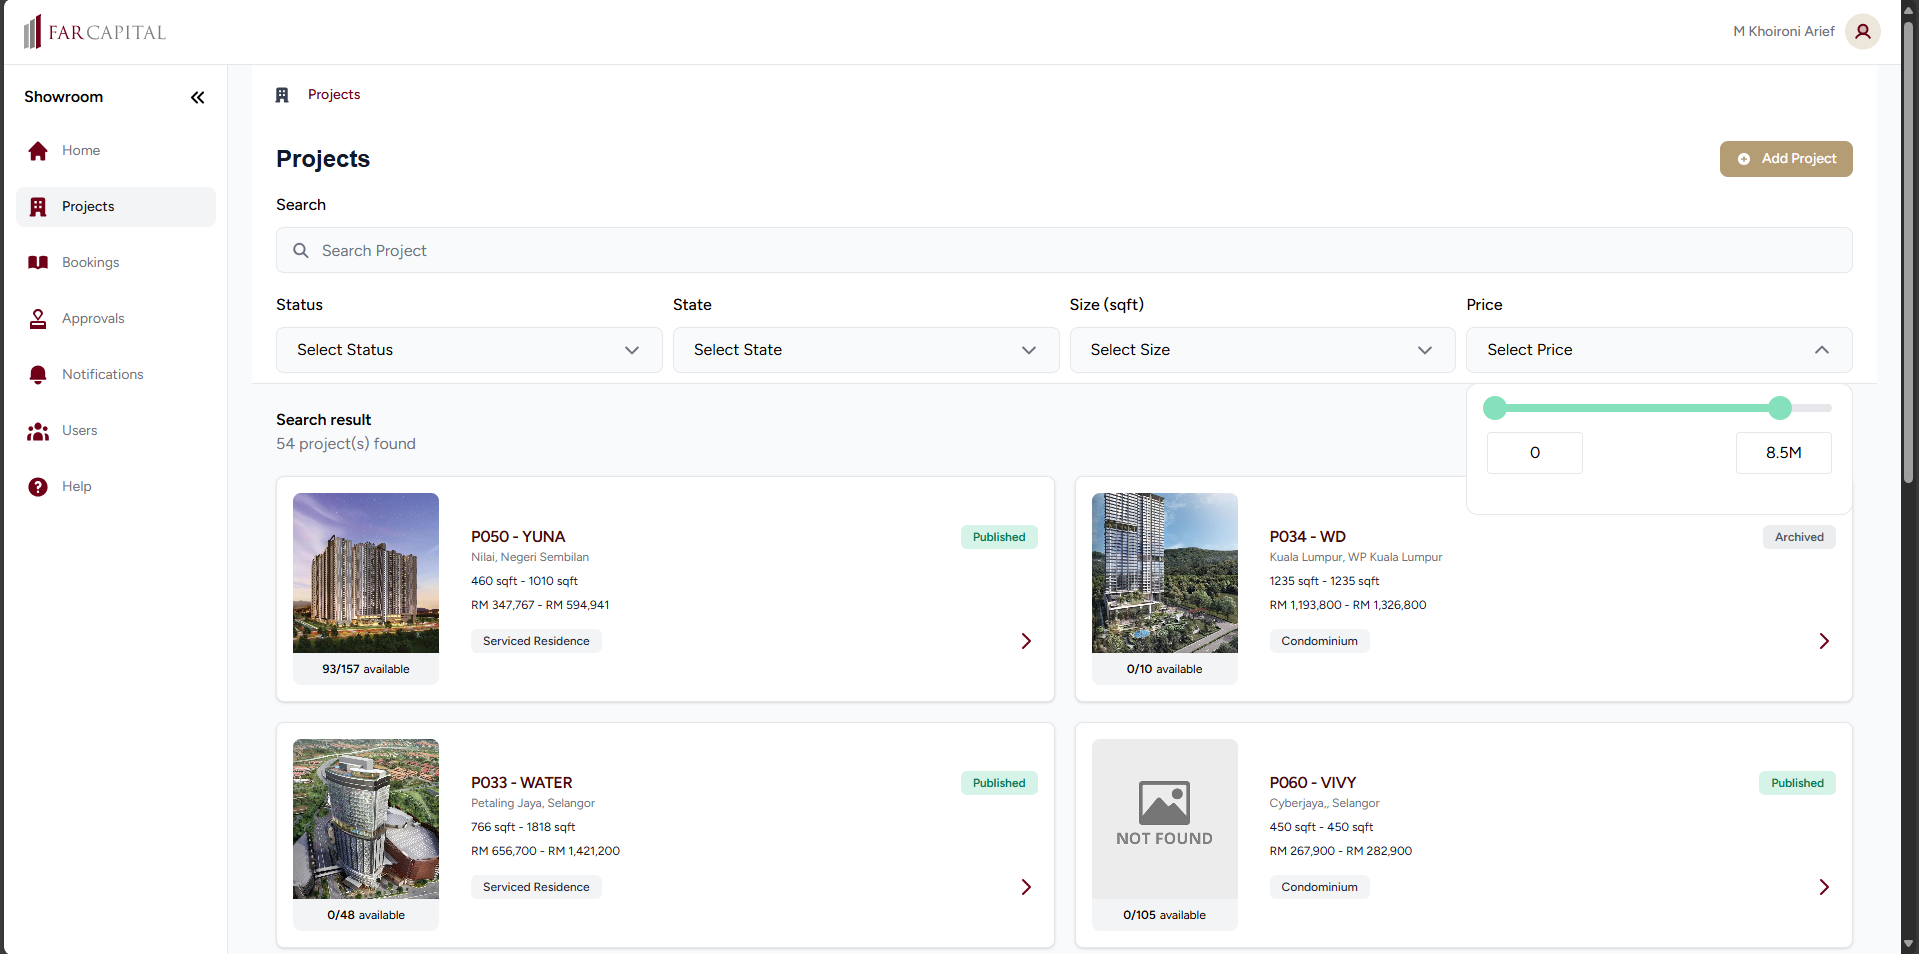 FARCAPITAL
M Khoironi Arief
Showroom
Home
Projects
Bookings
Approvals
Notifications
Users
Help
Projects
Projects
Add Project
Search
Search Project
Status
State
Size (sqft)
Price
Select Status
Select State
Select Size
Select Price
0
8.5M
Search result
54 project(s) found
P050 - YUNA
Published
Nilai, Negeri Sembilan
460 sqft - 1010 sqft
RM 347,767 - RM 594,941
Serviced Residence
93/157 available
P034 - WD
Archived
Kuala Lumpur, WP Kuala Lumpur
1235 sqft - 1235 sqft
RM 1,193,800 - RM 1,326,800
Condominium
0/10 available
P033 - WATER
Published
Petaling Jaya, Selangor
766 sqft - 1818 sqft
RM 656,700 - RM 1,421,200
Serviced Residence
0/48 available
NOT FOUND
P060 - VIVY
Published
Cyberjaya,, Selangor
450 sqft - 450 sqft
RM 267,900 - RM 282,900
Condominium
0/105 available